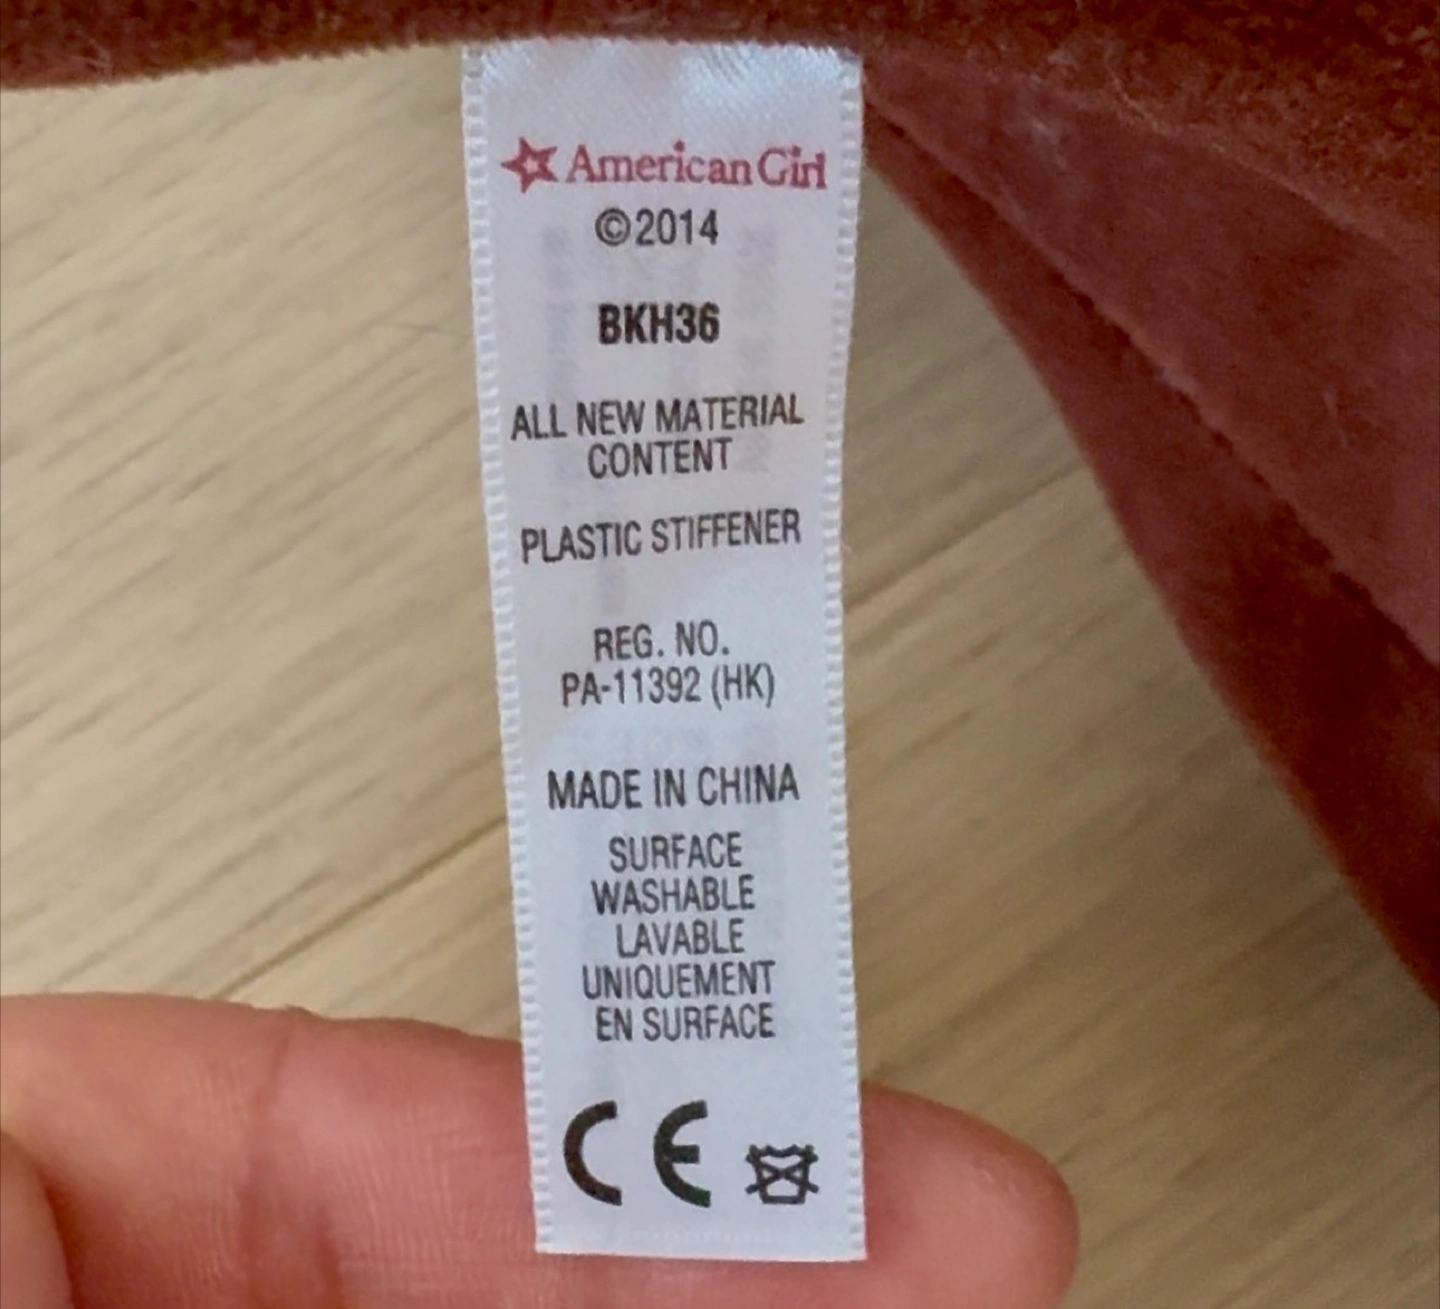 American Girl
©2014
BKH36
ALL NEW MATERIAL
CONTENT
PLASTIC STIFFENER
REG. NO.
PA-11392 (HK)
MADE IN CHINA
SURFACE
WASHABLE
LAVABLE
UNIQUEMENT
EN SURFACE
CE